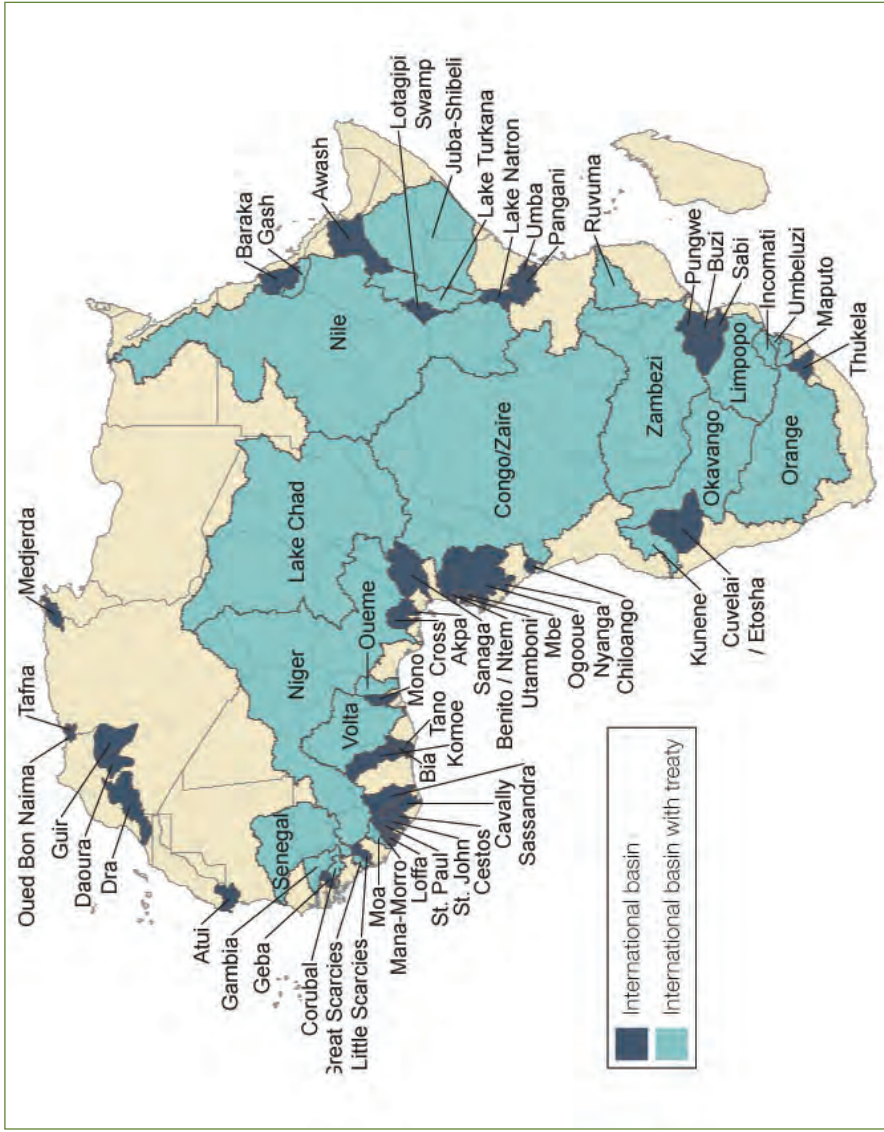 Oued Bon Naima
Tafna
Medjerda
Guir
Daoura
Dra
Atui
Gambia
Geba
Corubal
Great Scarcies
Little Scarcies
Moa
Mana-Morro
Loffa
St. Paul
St. John
Cestos
Cavally
Sassandra
Senegal
Niger
Volta
Bia
Tano
Komoe
Mono
Oueme
Cross
Akpa
Sanaga
Benito / Ntem
Utamboni
Mbe
Ogooue
Nyanga
Chiloango
Lake Chad
Nile
Baraka
Gash
Awash
Lotagipi
Swamp
Juba-Shibeli
Lake Turkana
Lake Natron
Umba
Pangani
Congo/Zaire
Ruvuma
Zambezi
Pungwe
Buzi
Sabi
Kunene
Cuvelai
/ Etosha
Okavango
Limpopo
Incomati
Umbeluzi
Maputo
Thukela
Orange
International basin
International basin with treaty